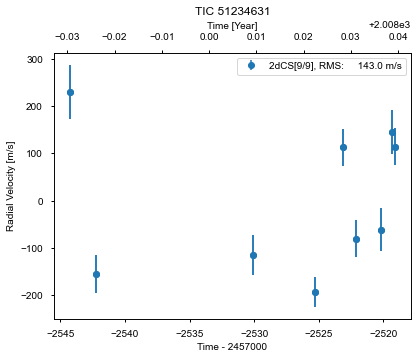 TIC 51234631
Time [Year]
+2.008e3
−0.03 −0.02 −0.01 0.00 0.01 0.02 0.03 0.04
2dCS[9/9], RMS: 143.0 m/s
Radial Velocity [m/s]
300
200
100
0
−100
−200
−2545 −2540 −2535 −2530 −2525 −2520
Time - 2457000